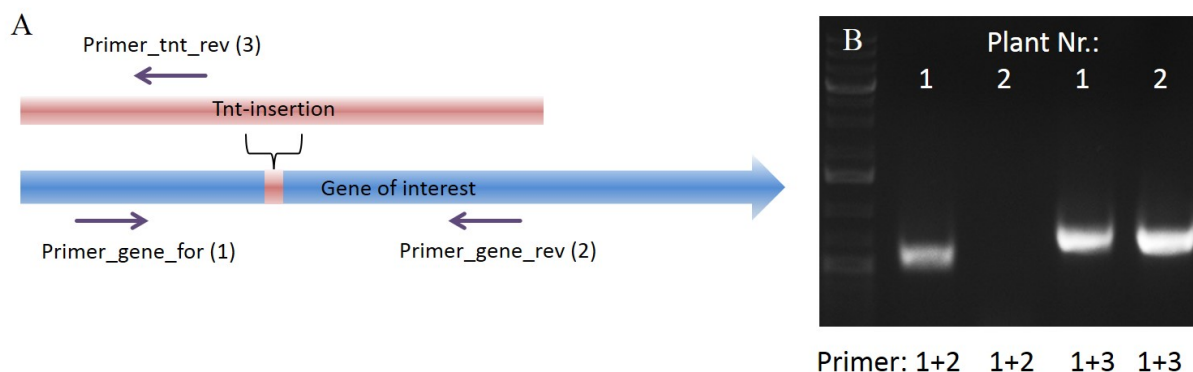 A
Primer_tnt_rev (3)
Tnt-insertion
Gene of interest
Primer_gene_for (1)
Primer_gene_rev (2)
B
Plant Nr.:
1 2 1 2
Primer: 1+2 1+2 1+3 1+3